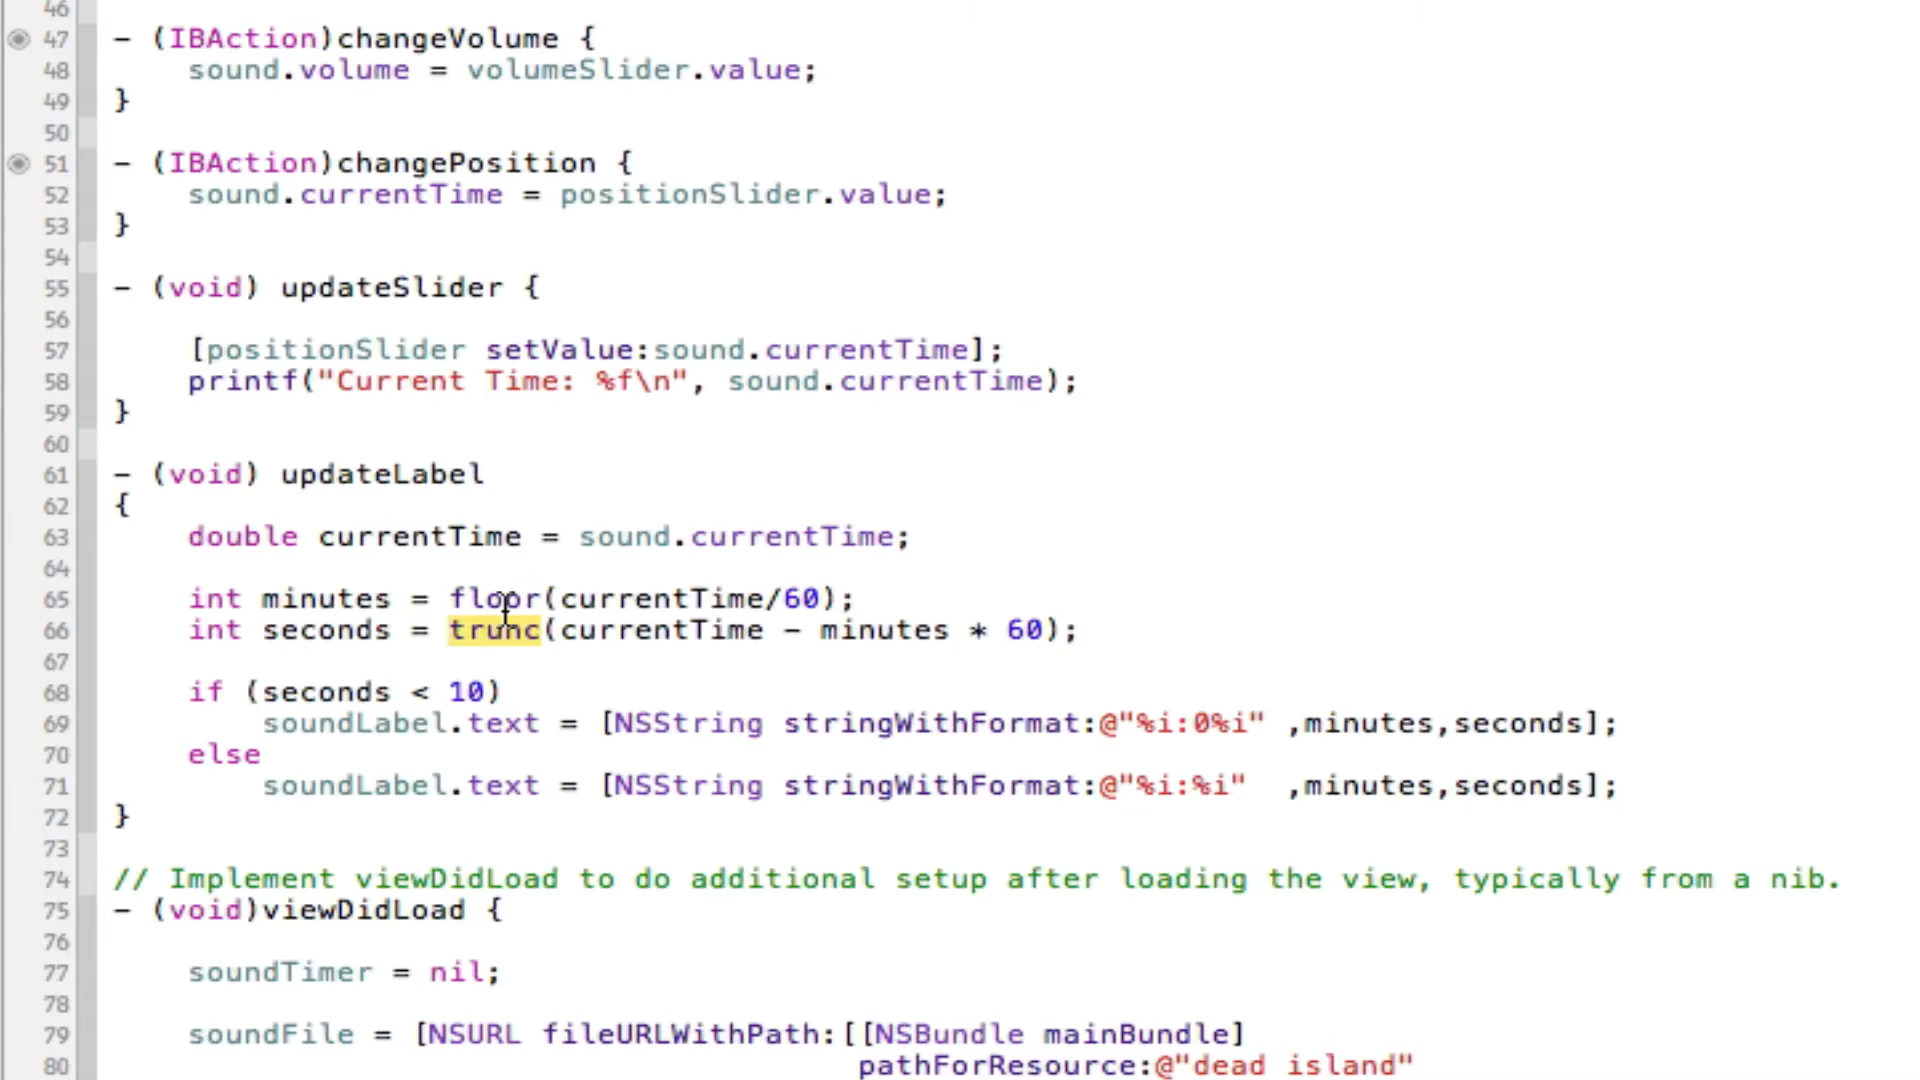 46
47 - (IBAction)changeVolume {
48 sound.volume = volumeSlider.value;
49 }
50
51 - (IBAction)changePosition {
52 sound.currentTime = positionSlider.value;
53 }
54
55 - (void) updateSlider {
56
57 [positionSlider setValue:sound.currentTime];
58 printf("Current Time: %f\n", sound.currentTime);
59 }
60
61 - (void) updateLabel
62 {
63 double currentTime = sound.currentTime;
64
65 int minutes = floor(currentTime/60);
66 int seconds = trunc(currentTime - minutes * 60);
67
68 if (seconds < 10)
69 soundLabel.text = [NSString stringWithFormat:@"%i:0%i" ,minutes,seconds];
70 else
71 soundLabel.text = [NSString stringWithFormat:@"%i:%i"  ,minutes,seconds];
72 }
73
74 // Implement viewDidLoad to do additional setup after loading the view, typically from a nib.
75 - (void)viewDidLoad {
76
77 soundTimer = nil;
78
79 soundFile = [NSURL fileURLWithPath:[[NSBundle mainBundle]
80 pathForResource:@"dead island"